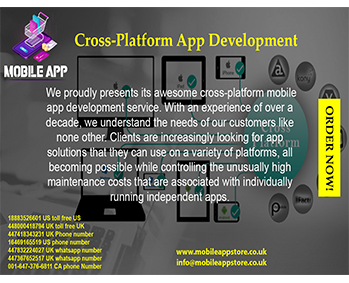 Cross-Platform App Development
MOBILE APP
We proudly presents its awesome cross-platform mobile
app development service. With an experience of over a
decade, we understand the needs of our customers like
none other. Clients are increasingly looking for app
solutions that they can use on a variety of platforms, all
becoming possible while controling the unusually high
maintenance costs that are associated with individually
running independent apps.
Cross
Platform
ORDER NOW!
18883526601 US toll free US
448000418794 UK toll free UK
447418343231 UK Phone number
16469165519 US phone number
447832224027 UK whatsapp number
447367652517 UK whatsapp number
001-647-376-6811 CA phone Number
www.mobileappstore.co.uk
info@mobileappstore.co.uk